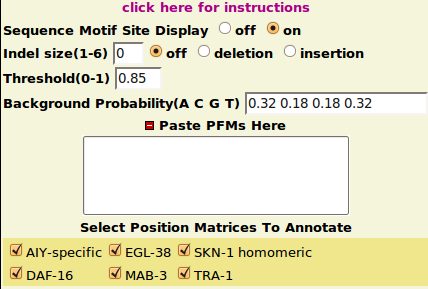 click here for instructions
Sequence Motif Site Display off on
Indel size(1-6) 0 off deletion insertion
Threshold(0-1) 0.85
Background Probability(A C G T) 0.32 0.18 0.18 0.32
Paste PFMs Here
Select Position Matrices To Annotate
AIY-specific EGL-38 SKN-1 homomeric
DAF-16 MAB-3 TRA-1